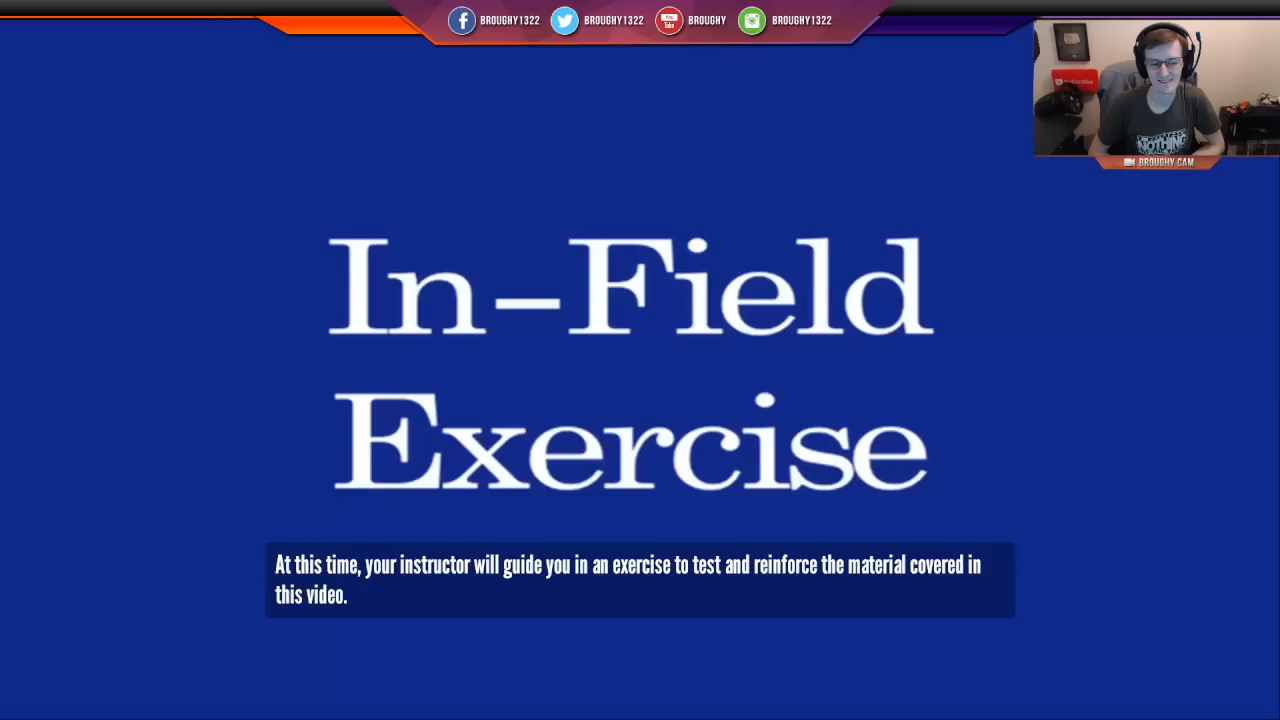 BROUGHY1322 BROUGHY1322 BROUGHY BROUGHY1322
BROUGHY CAM
In-Field
Exercise
At this time, your instructor will guide you in an exercise to test and reinforce the material covered in
this video.
NOTHING